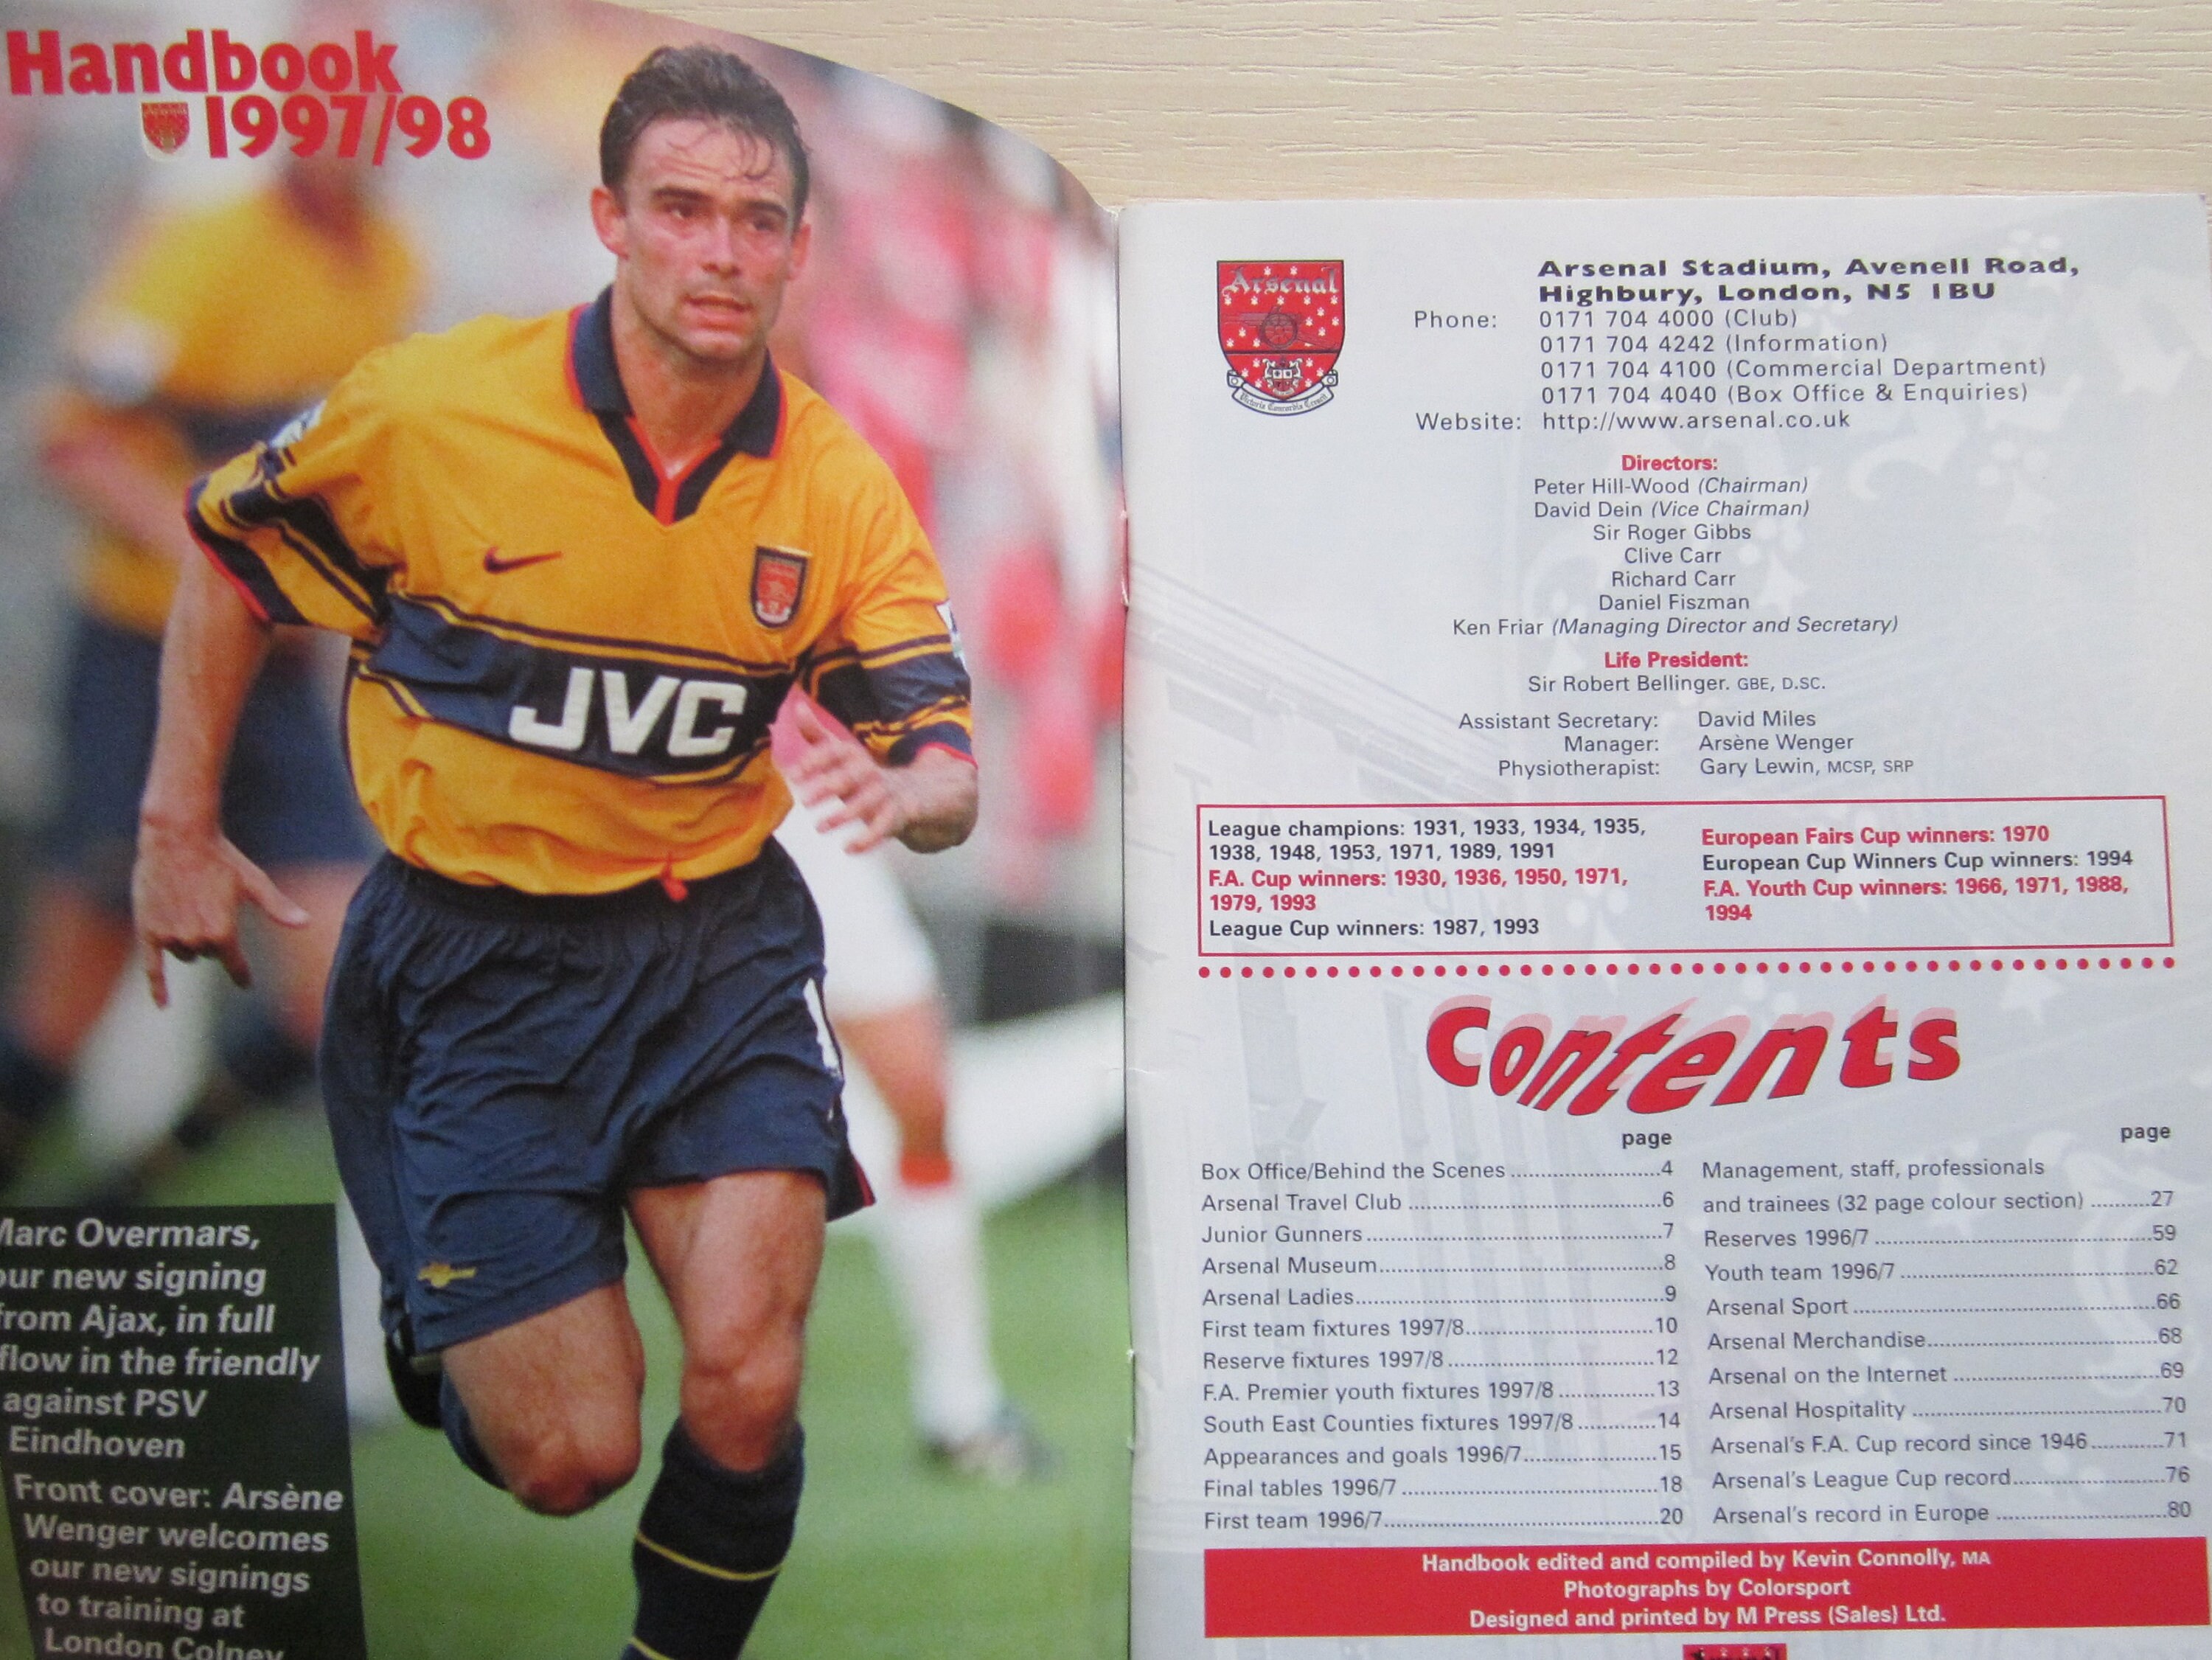 Handbook
1997/98
JVC
Marc Overmars,
our new signing
from Ajax, in full
flow in the friendly
against PSV
Eindhoven
Front cover: Arsène
Wenger welcomes
our new signings
to training at
London Colney
Arsenal
Victoria Concordia Crescit
Arsenal Stadium, Avenell Road,
Highbury, London, N5 1BU
Phone: 0171 704 4000 (Club)
0171 704 4242 (Information)
0171 704 4100 (Commercial Department)
0171 704 4040 (Box Office & Enquiries)
Website: http://www.arsenal.co.uk
Directors:
Peter Hill-Wood (Chairman)
David Dein (Vice Chairman)
Sir Roger Gibbs
Clive Carr
Richard Carr
Daniel Fiszman
Ken Friar (Managing Director and Secretary)
Life President:
Sir Robert Bellinger. GBE, D.SC.
Assistant Secretary: David Miles
Manager: Arsène Wenger
Physiotherapist: Gary Lewin, MCSP, SRP
League champions: 1931, 1933, 1934, 1935,
1938, 1948, 1953, 1971, 1989, 1991
F.A. Cup winners: 1930, 1936, 1950, 1971,
1979, 1993
League Cup winners: 1987, 1993
European Fairs Cup winners: 1970
European Cup Winners Cup winners: 1994
F.A. Youth Cup winners: 1966, 1971, 1988,
1994
Contents
page
Box Office/Behind the Scenes ......................4
Arsenal Travel Club ......................6
Junior Gunners ......................7
Arsenal Museum......................8
Arsenal Ladies......................9
First team fixtures 1997/8......................10
Reserve fixtures 1997/8 ......................12
F.A. Premier youth fixtures 1997/8 ..............13
South East Counties fixtures 1997/8 ............14
Appearances and goals 1996/7......................15
Final tables 1996/7 ......................18
First team 1996/7......................20
page
Management, staff, professionals
and trainees (32 page colour section) .........27
Reserves 1996/7 ......................59
Youth team 1996/7 ......................62
Arsenal Sport ......................66
Arsenal Merchandise......................68
Arsenal on the Internet ......................69
Arsenal Hospitality ......................70
Arsenal's F.A. Cup record since 1946...........71
Arsenal's League Cup record......................76
Arsenal's record in Europe ......................80
Handbook edited and compiled by Kevin Connolly, MA
Photographs by Colorsport
Designed and printed by M Press (Sales) Ltd.